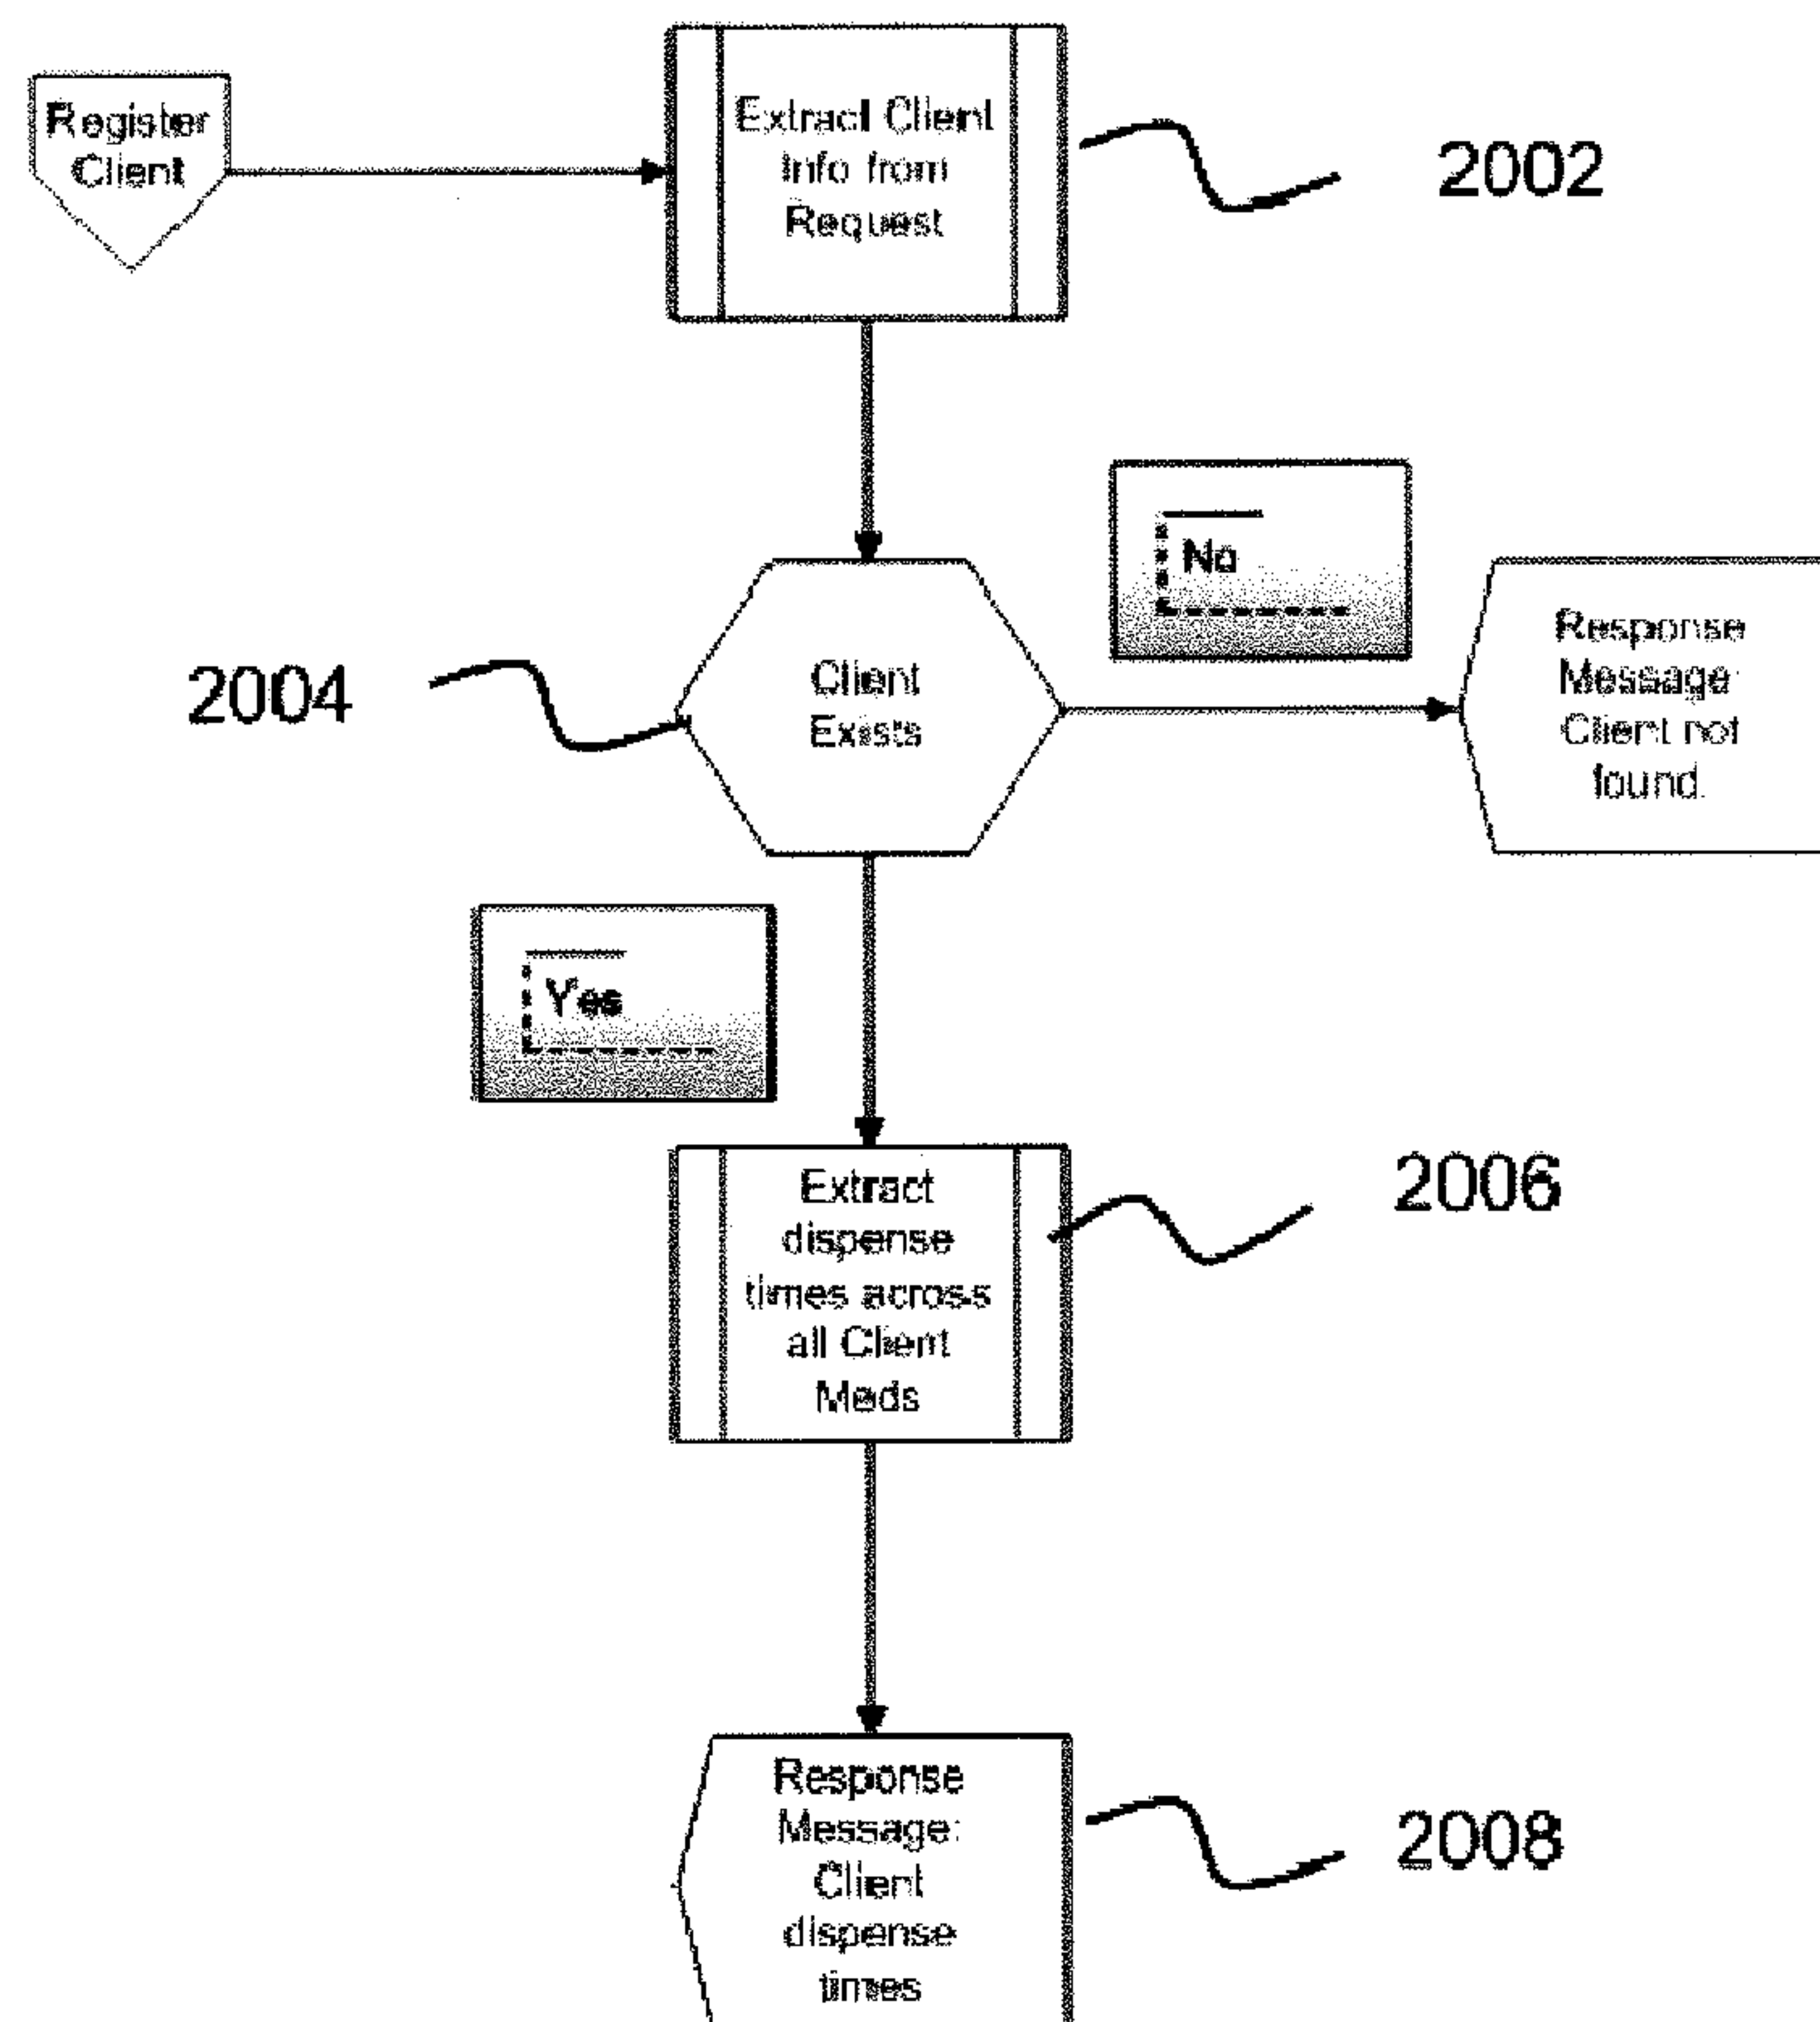 Register
Client
Extract Client
Info from
Request
2002
No
Response
Message:
Client not
found.
2004
Client
Exists
Yes
Extract
dispense
times across
all Client
Meds
2006
Response
Message:
Client
dispense
times
2008